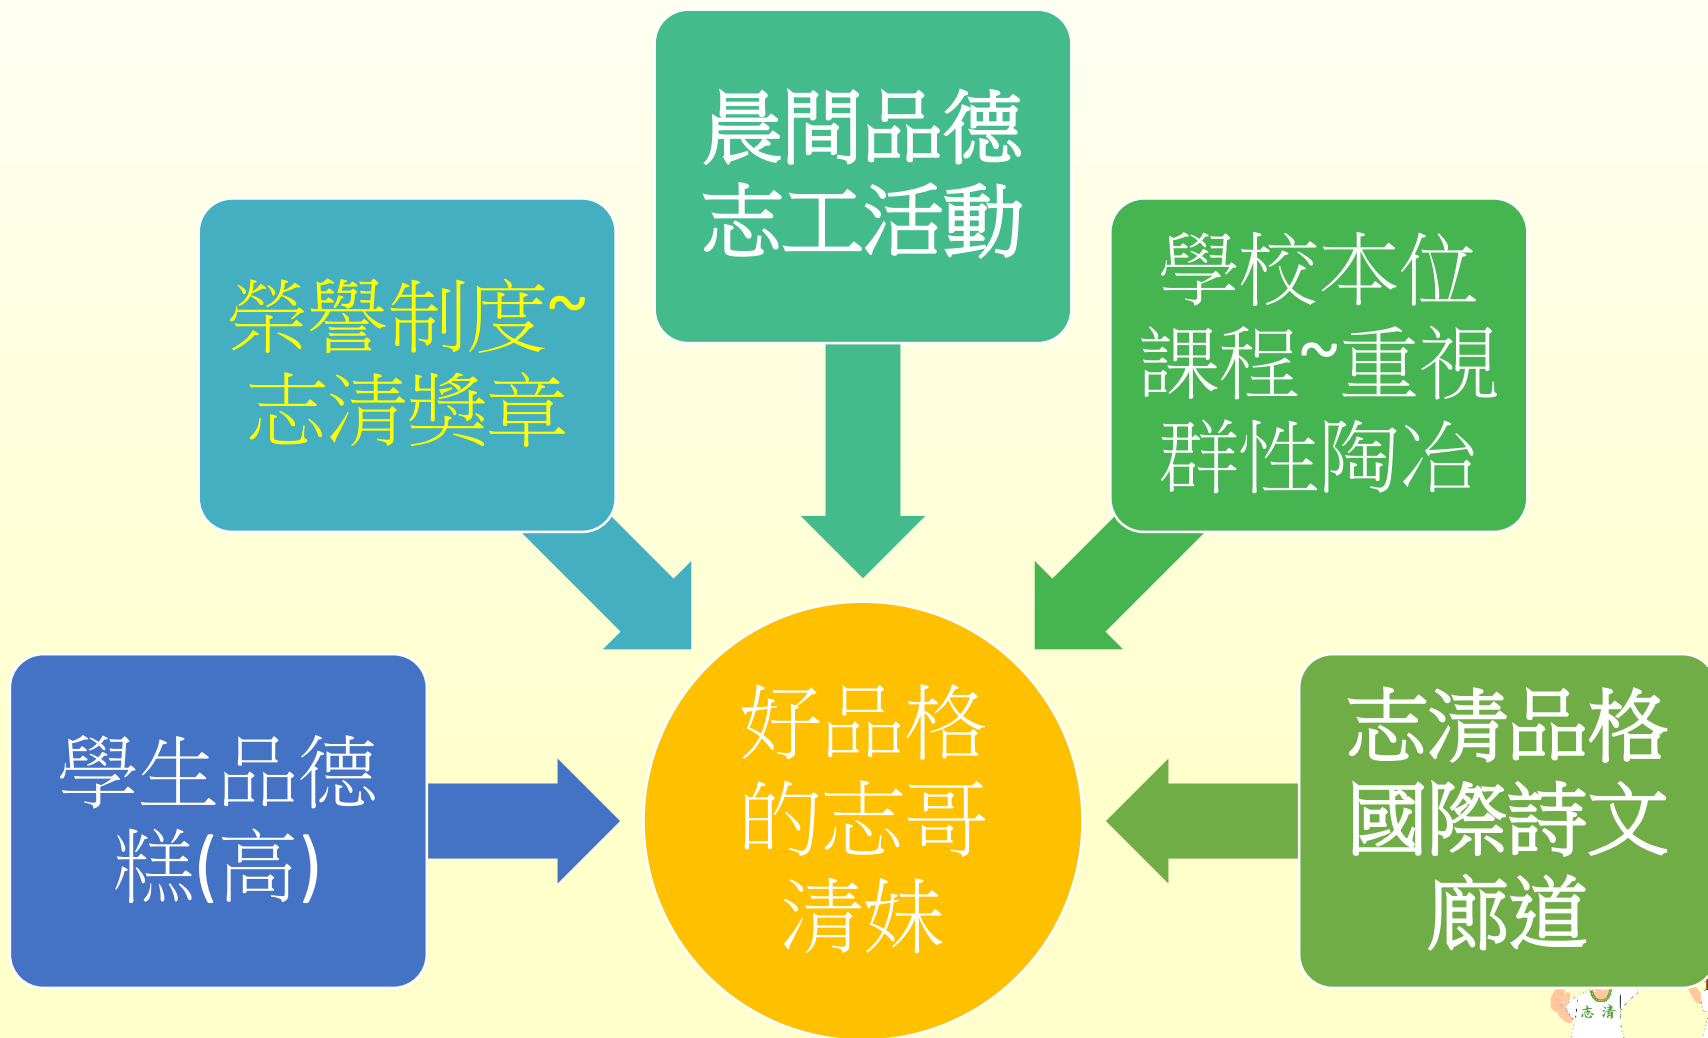 晨間品德
志工活動
榮譽制度~
志清獎章
學校本位
課程~重視
群性陶冶
學生品德
糕(高)
好品格
的志哥
清妹
志清品格
國際詩文
廊道
志清